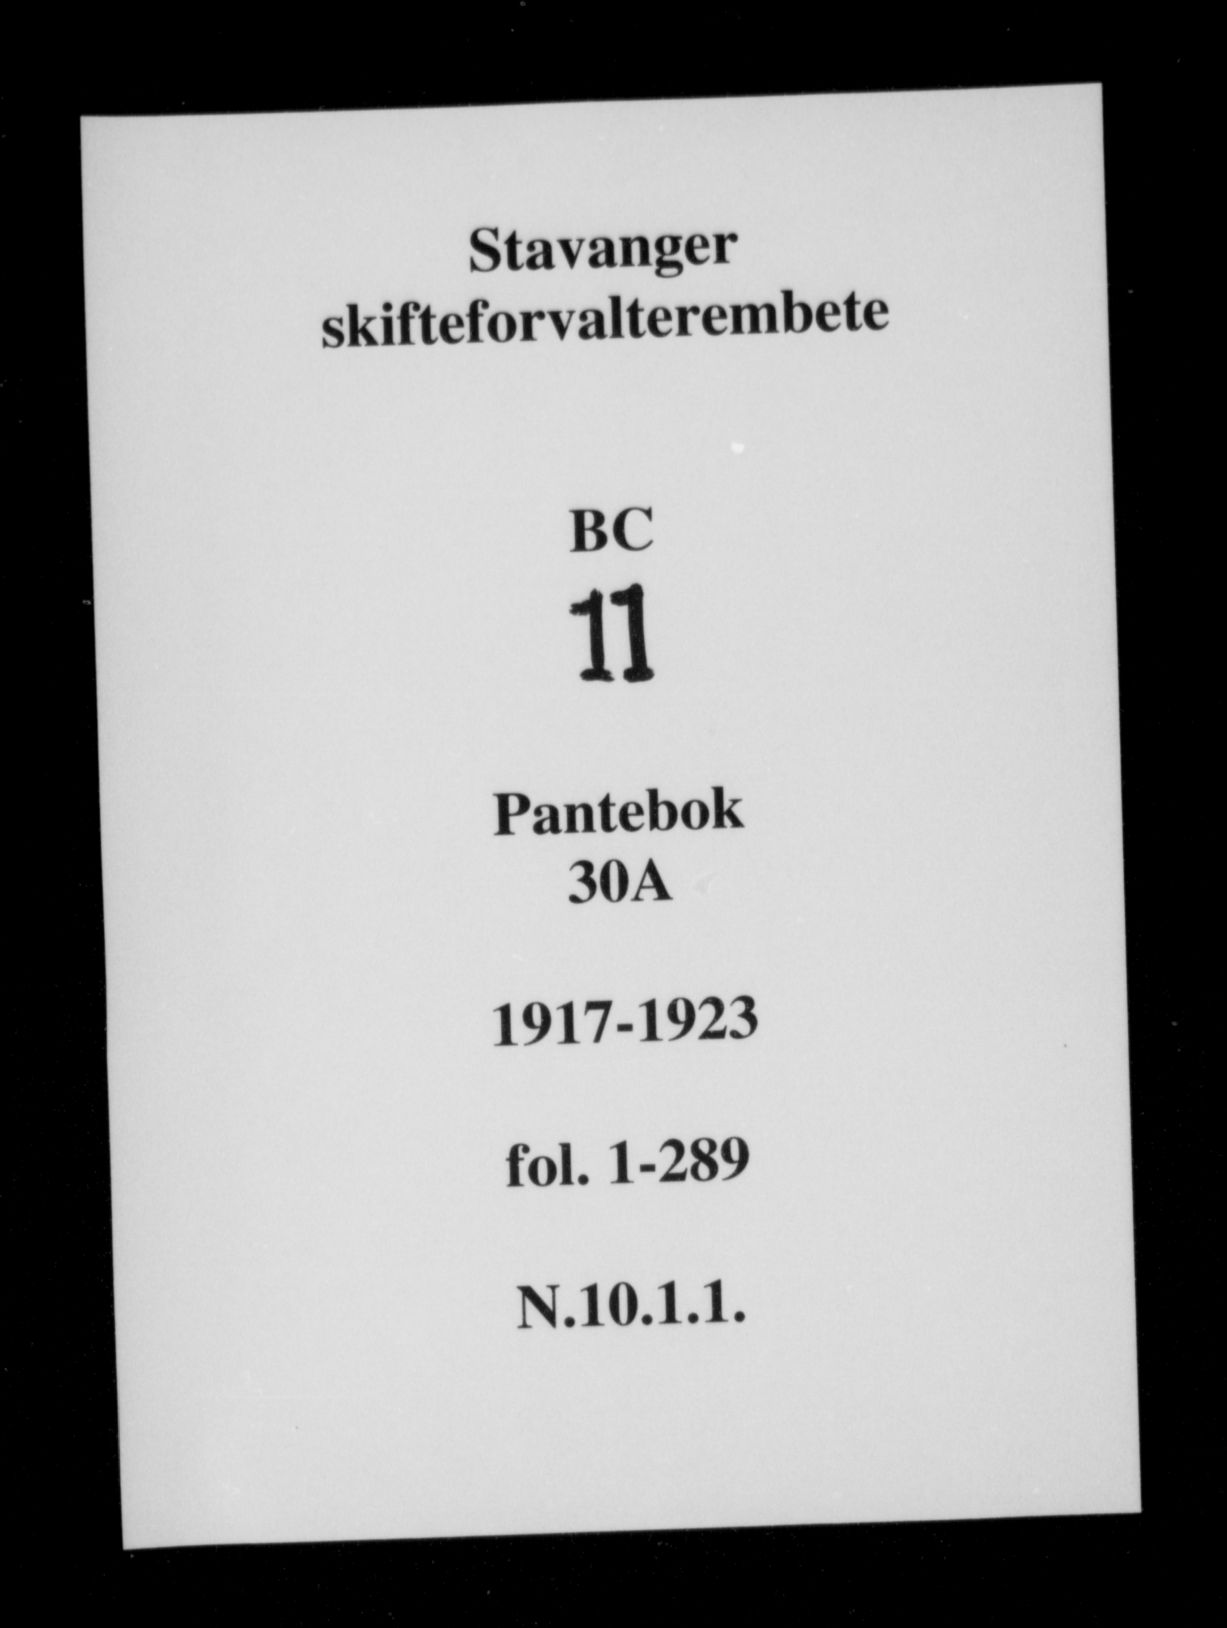 Stavanger
skifteforvalterembete
BC
11
Pantebok
30A
1917-1923
fol. 1-289
N.10.1.1.